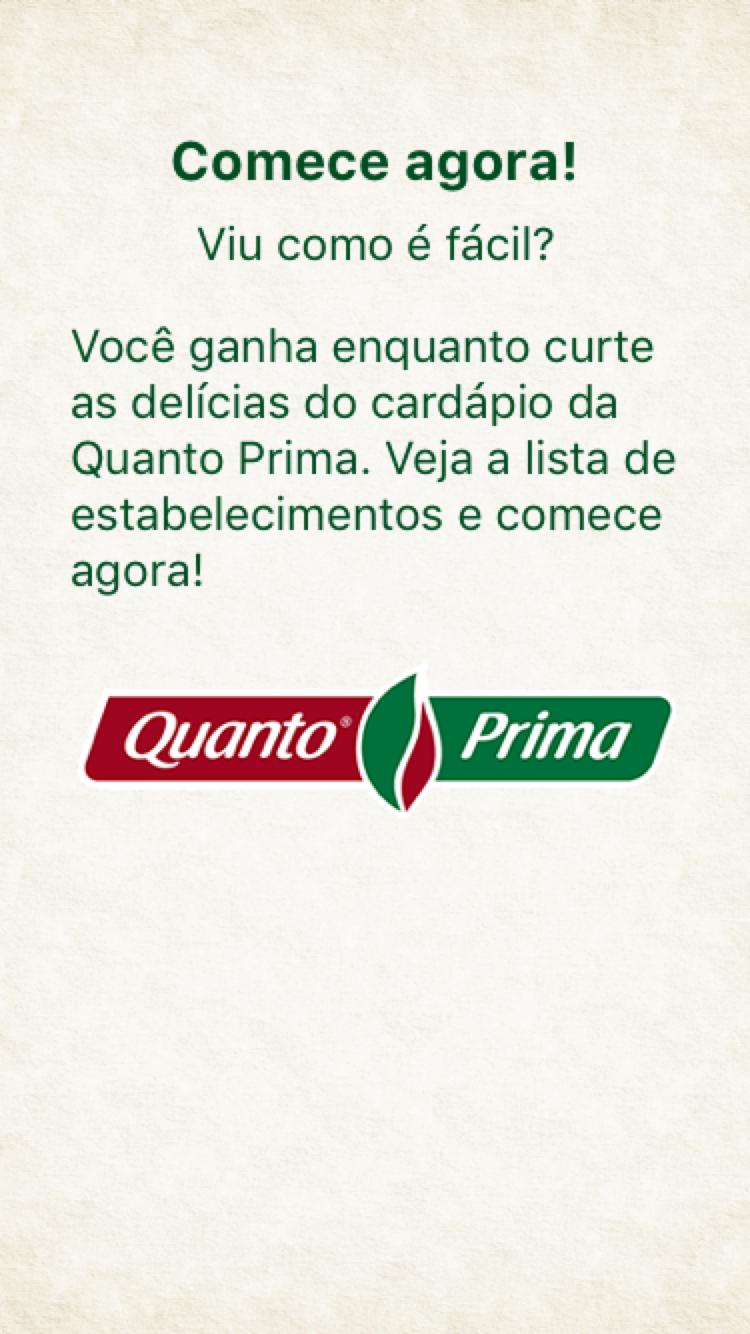 Comece agora!
Viu como é fácil?
Você ganha enquanto curte
as delícias do cardápio da
Quanto Prima. Veja a lista de
estabelecimentos e comece
agora!
Quanto® Prima